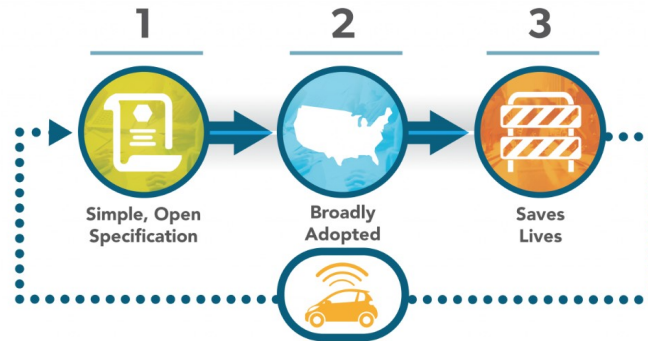 1
2
3
Simple, Open
Specification
Broadly
Adopted
Saves
Lives